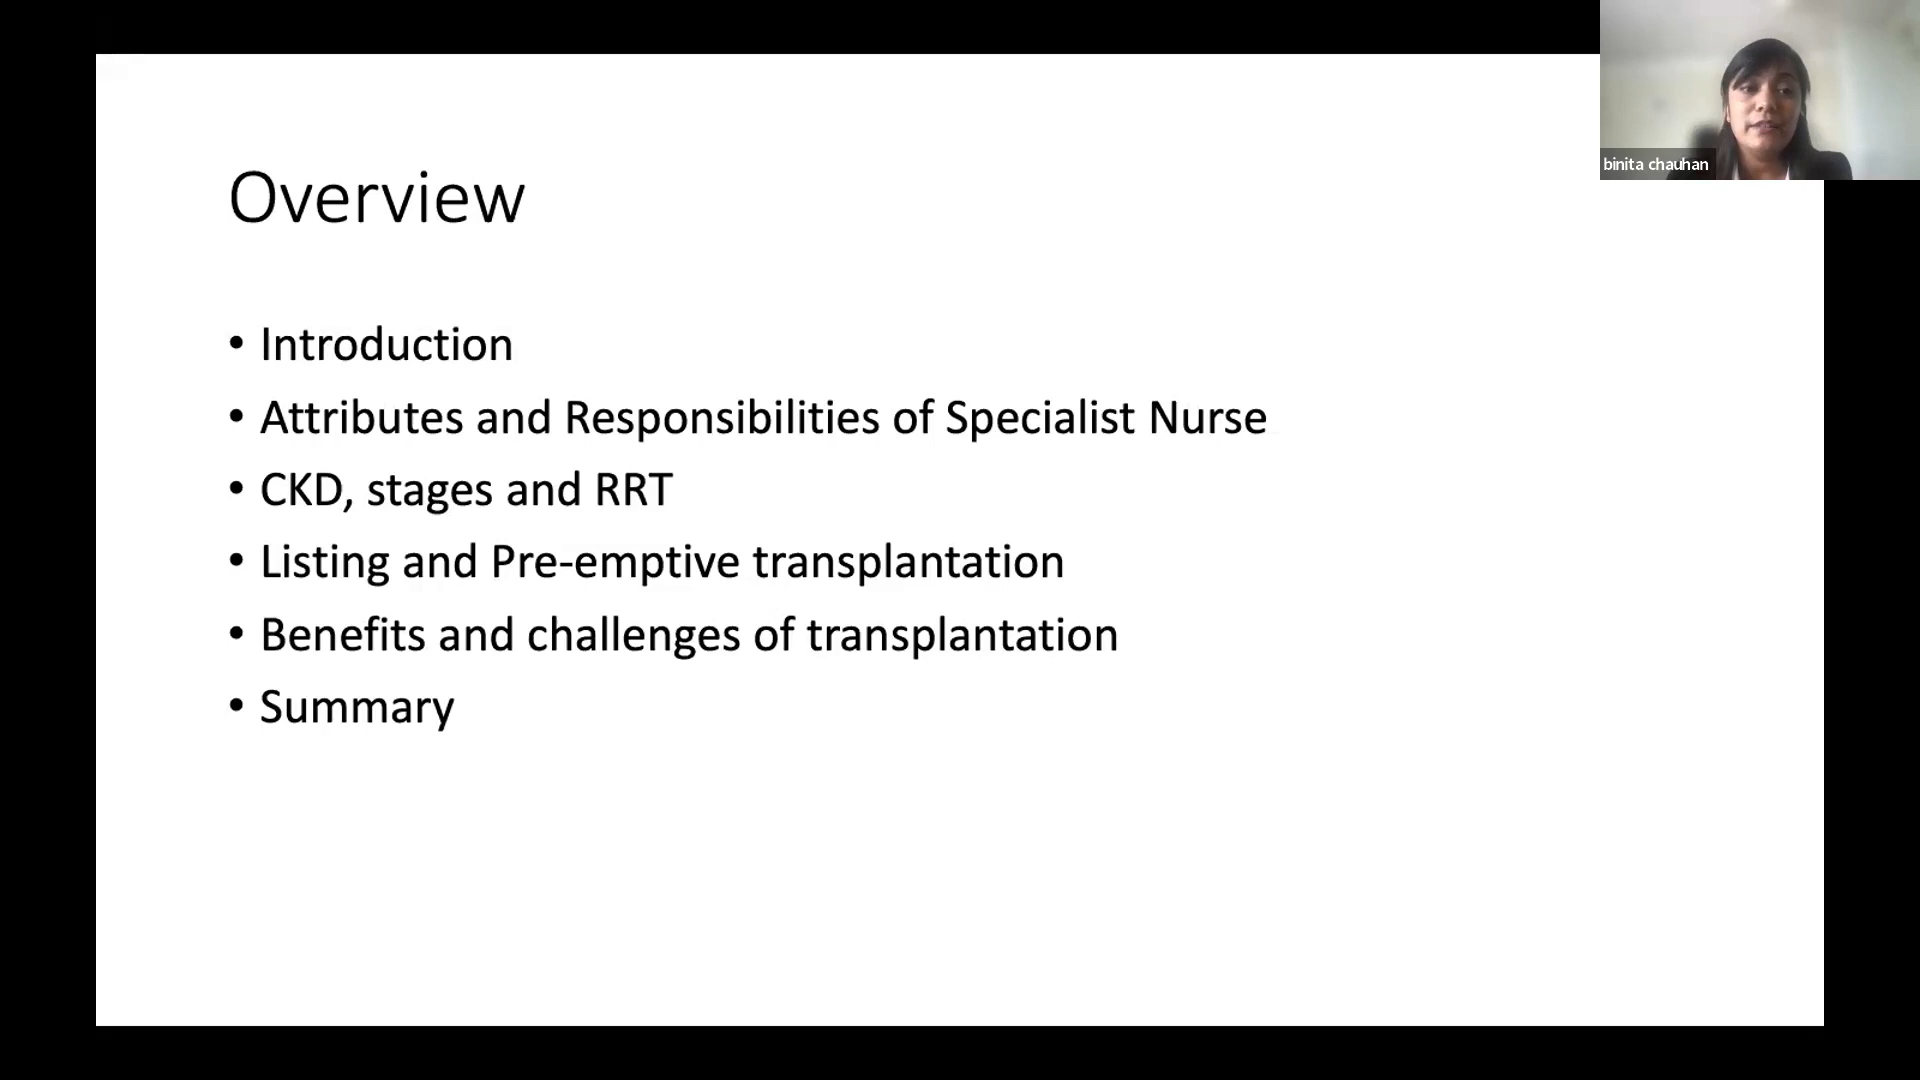 binita chauhan
Overview
• Introduction
• Attributes and Responsibilities of Specialist Nurse
• CKD, stages and RRT
• Listing and Pre-emptive transplantation
• Benefits and challenges of transplantation
• Summary